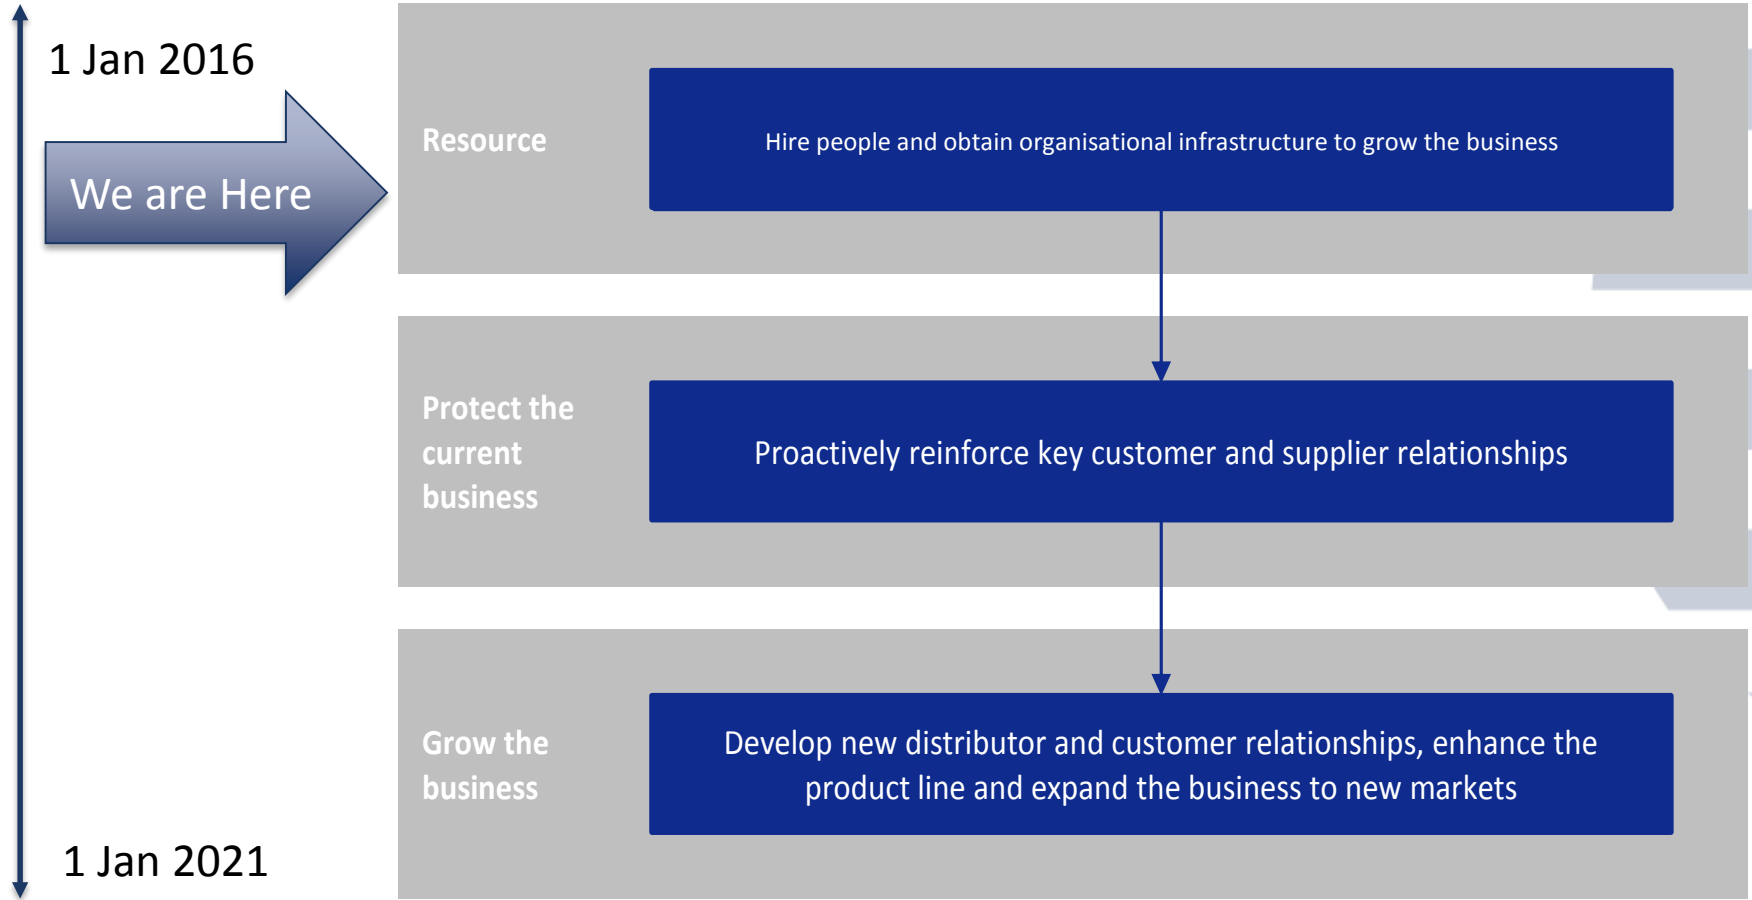 1 Jan 2016
We are Here
Resource
Hire people and obtain organisational infrastructure to grow the business
Protect the
current
business
Proactively reinforce key customer and supplier relationships
Grow the
business
Develop new distributor and customer relationships, enhance the
product line and expand the business to new markets
1 Jan 2021